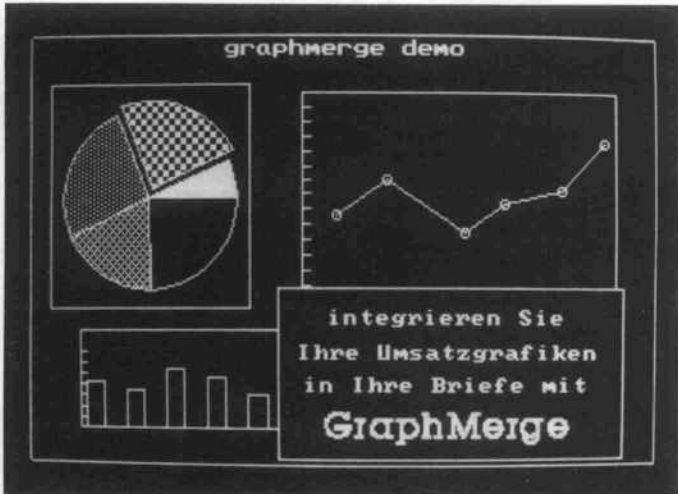 graphmerge demo
integrieren Sie
Ihre Umsatzgrafiken
in Ihre Briefe mit
GraphMerge